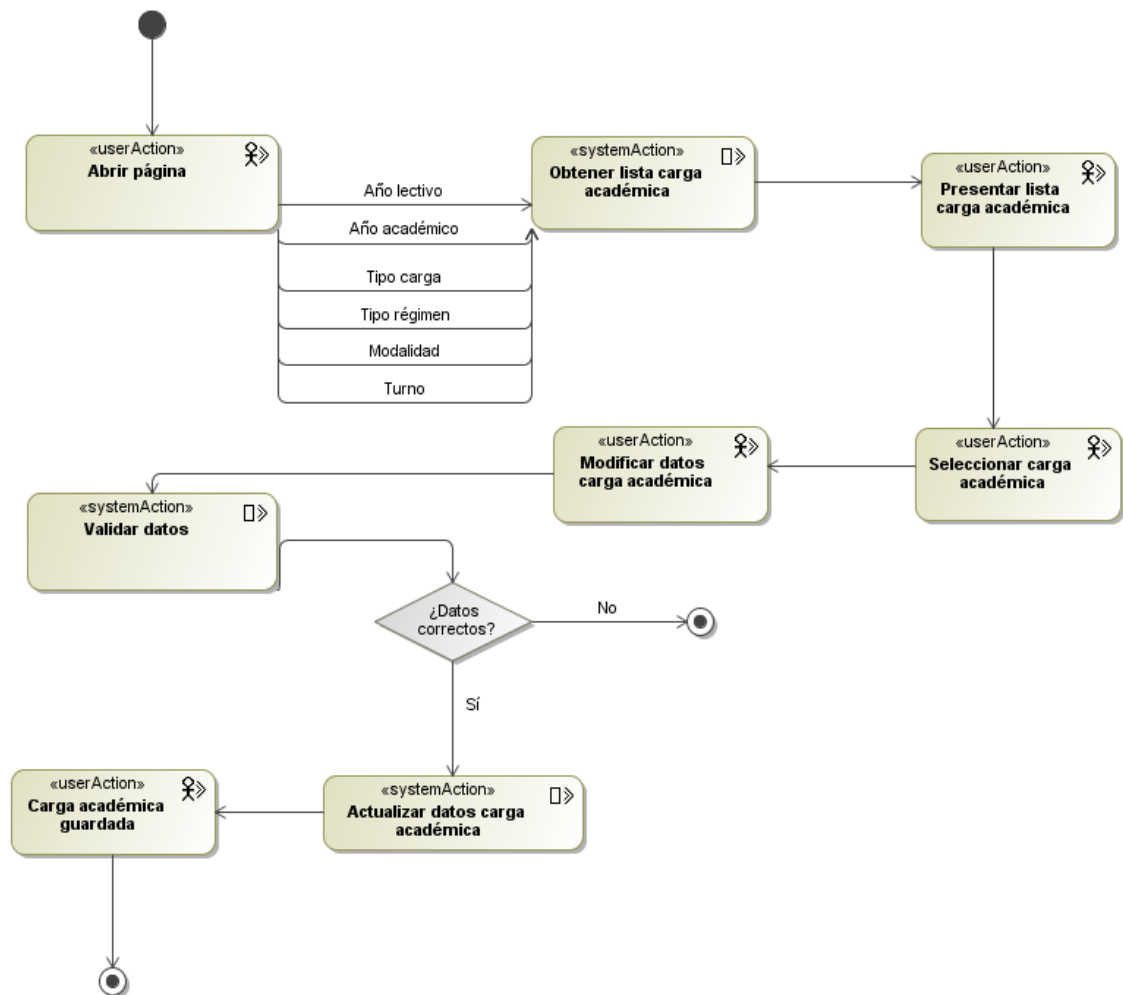 «userAction»
Abrir página
Año lectivo
Año académico
Tipo carga
Tipo régimen
Modalidad
Turno
«systemAction»
Obtener lista carga
académica
«userAction»
Presentar lista
carga académica
«userAction»
Seleccionar carga
académica
«userAction»
Modificar datos
carga académica
«systemAction»
Validar datos
¿Datos
correctos?
No
Sí
«systemAction»
Actualizar datos carga
académica
«userAction»
Carga académica
guardada